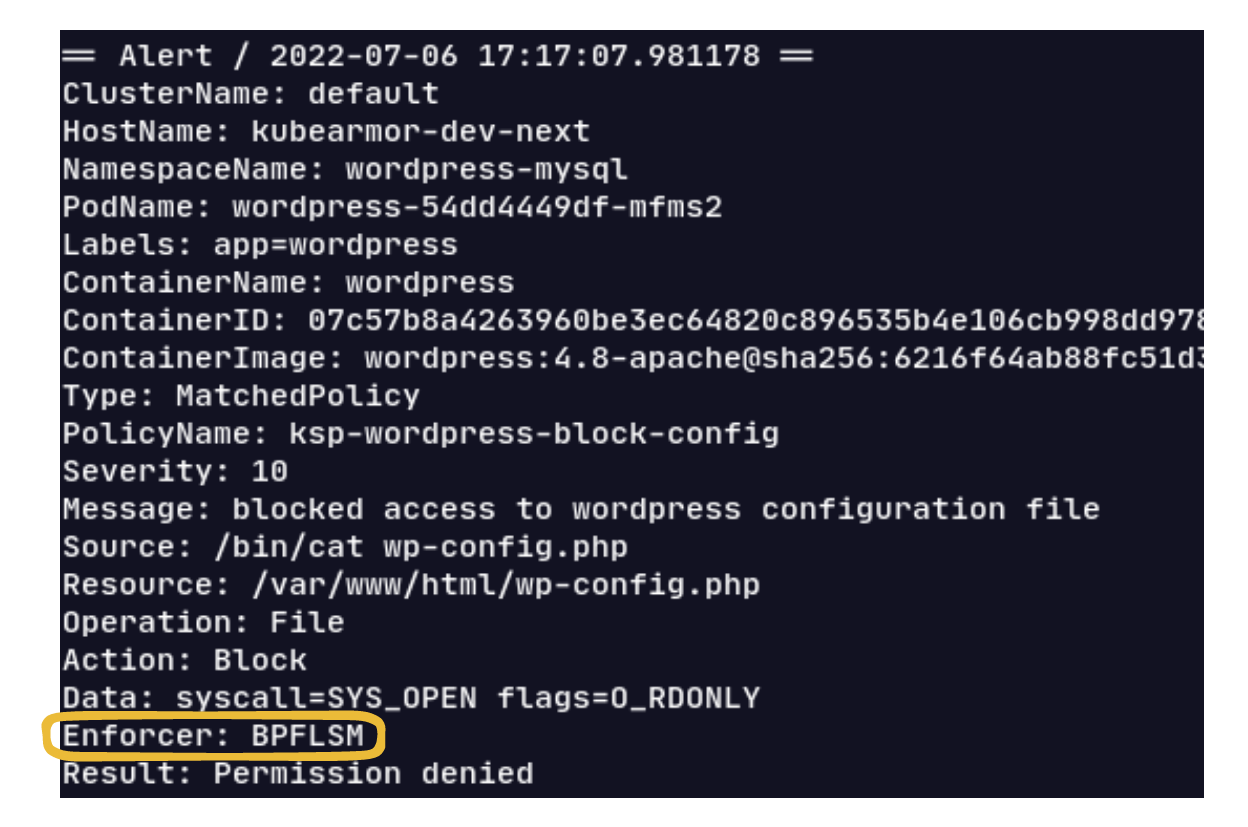 == Alert / 2022-07-06 17:17:07.981178 ==
ClusterName: default
HostName: kubearmor-dev-next
NamespaceName: wordpress-mysql
PodName: wordpress-54dd4449df-mfms2
Labels: app=wordpress
ContainerName: wordpress
ContainerID: 07c57b8a4263960be3ec64820c896535b4e106cb998dd978
ContainerImage: wordpress:4.8-apache@sha256:6216f64ab88fc51d3
Type: MatchedPolicy
PolicyName: ksp-wordpress-block-config
Severity: 10
Message: blocked access to wordpress configuration file
Source: /bin/cat wp-config.php
Resource: /var/www/html/wp-config.php
Operation: File
Action: Block
Data: syscall=SYS_OPEN flags=O_RDONLY
Enforcer: BPFLSM
Result: Permission denied